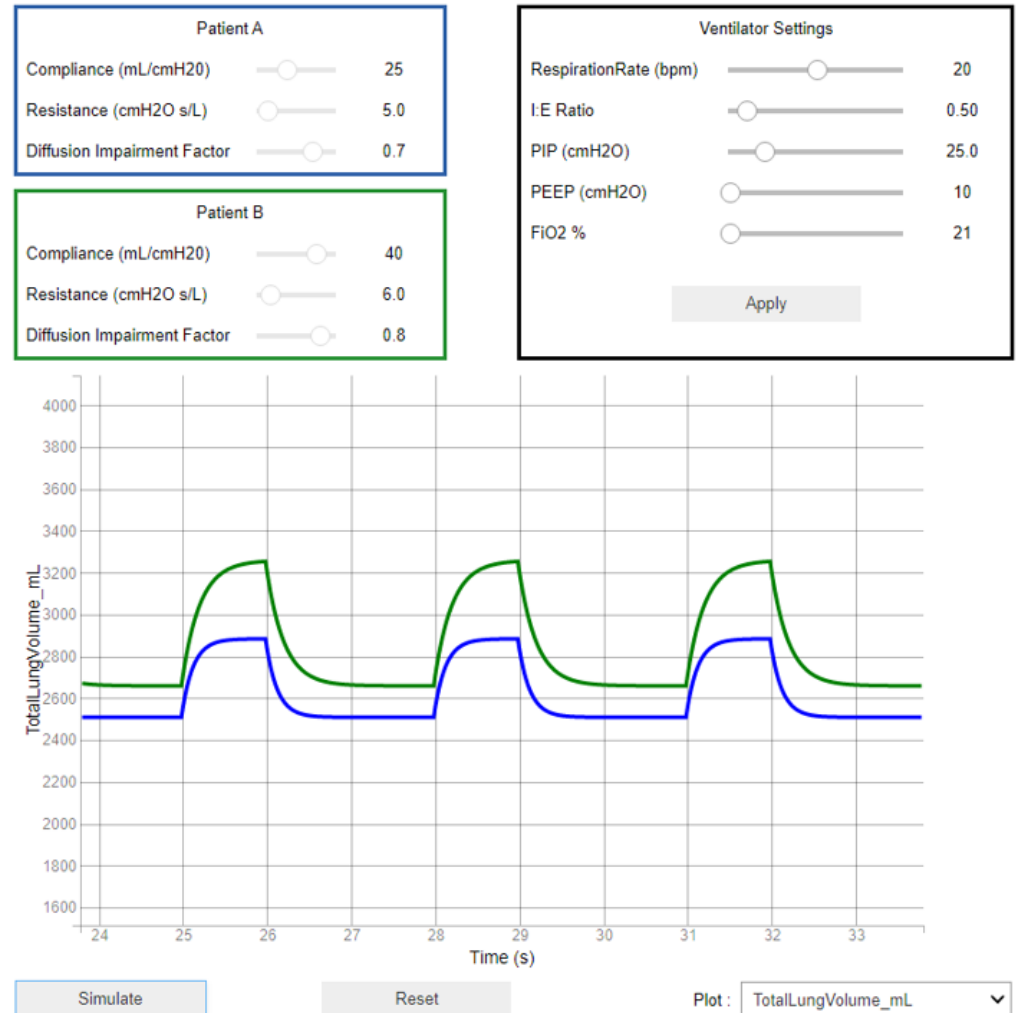 Patient A
Compliance (mL/cmH20) 25
Resistance (cmH2O s/L) 5.0
Diffusion Impairment Factor 0.7
Patient B
Compliance (mL/cmH20) 40
Resistance (cmH2O s/L) 6.0
Diffusion Impairment Factor 0.8
Ventilator Settings
RespirationRate (bpm) 20
I:E Ratio 0.50
PIP (cmH2O) 25.0
PEEP (cmH2O) 10
FiO2 % 21
Apply
TotalLungVolume_mL
4000
3800
3600
3400
3200
3000
2800
2600
2400
2200
2000
1800
1600
24 25 26 27 28 29 30 31 32 33
Time (s)
Simulate Reset Plot : TotalLungVolume_mL